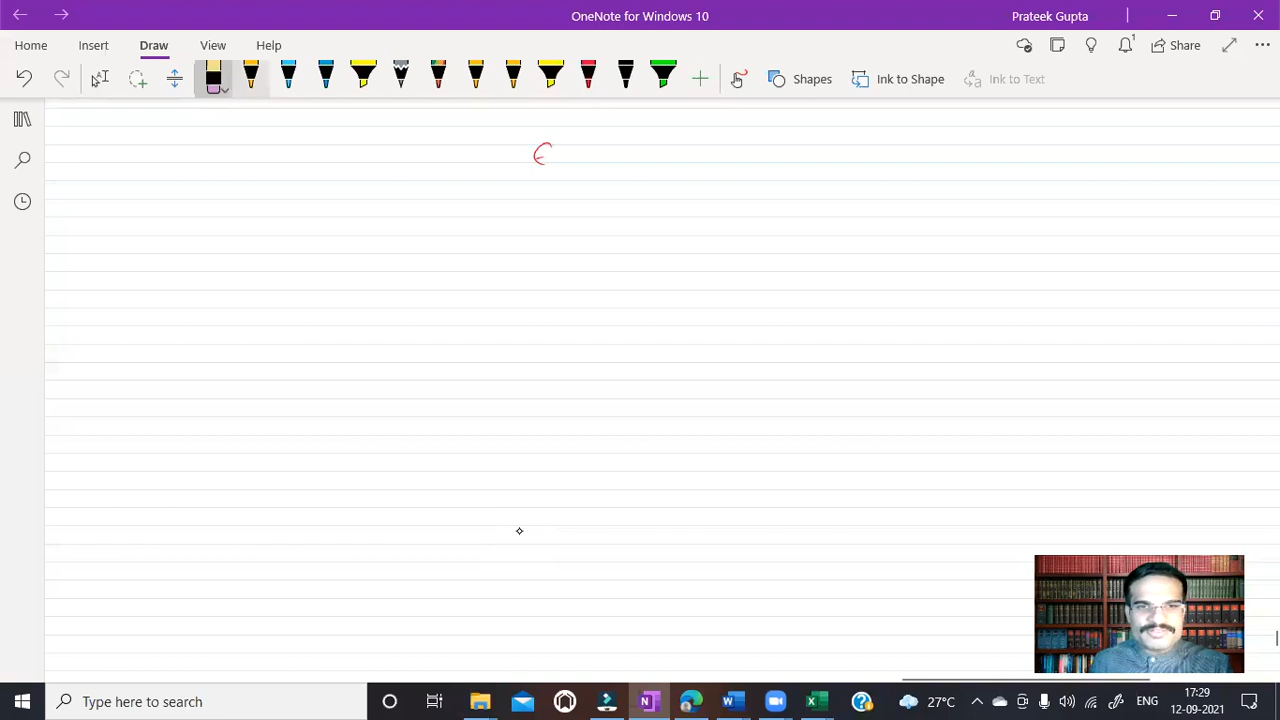 OneNote for Windows 10
Prateek Gupta
Home Insert Draw View Help
Share
Shapes
Ink to Shape
Ink to Text
Type here to search
27°C
ENG
17:29
12-09-2021